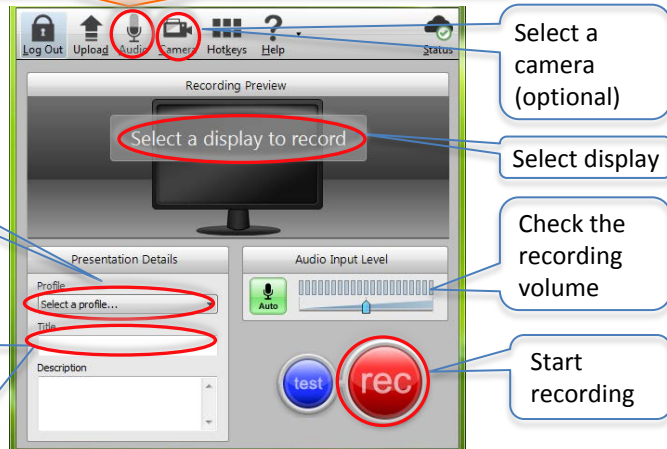 Log Out Upload Audio Camera Hotkeys Help Status
Select a
camera
(optional)
Recording Preview
Select a display to record
Select display
Presentation Details
Audio Input Level
Check the
recording
volume
Profile
Select a profile...
Auto
Title
Description
test
rec
Start
recording